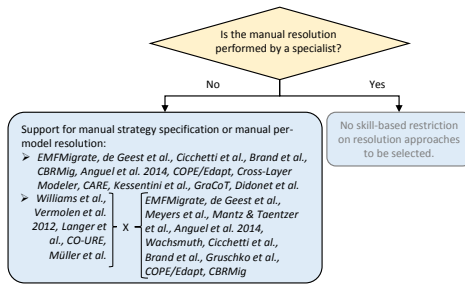 Is the manual resolution
performed by a specialist?
No
Yes
Support for manual strategy specification or manual per-
model resolution:
➤ EMFMigrate, de Geest et al., Cicchetti et al., Brand et al.,
CBRMig, Anguel et al. 2014, COPE/Edapt, Cross-Layer
Modeler, CARE, Kessentini et al., GraCoT, Didonet et al.
➤ Williams et al.,
Vermolen et al.
2012, Langer et
al., CO-URE,
Müller et al.
X
EMFMigrate, de Geest et al.,
Meyers et al., Mantz & Taentzer
et al., Anguel et al. 2014,
Wachsmuth, Cicchetti et al.,
Brand et al., Gruschko et al.,
COPE/Edapt, CBRMig
No skill-based restriction
on resolution approaches
to be selected.